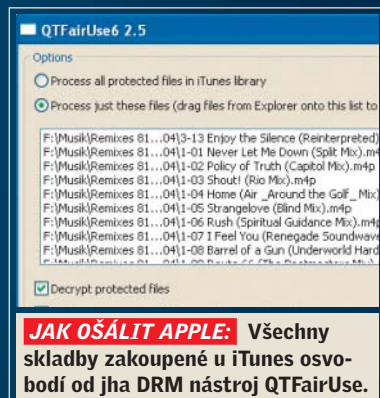 QTFairUse6 2.5
Options
Process all protected files in iTunes library
Process just these files (drag files from Explorer onto this list to
F:\Musik\Remixes 81...04\3-13 Enjoy the Silence (Reinterpreted)
F:\Musik\Remixes 81...04\1-01 Never Let Me Down (Split Mix).m4
F:\Musik\Remixes 81...04\1-02 Policy of Truth (Capitol Mix).m4p
F:\Musik\Remixes 81...04\1-03 Shout! (Rio Mix).m4p
F:\Musik\Remixes 81...04\1-04 Home (Air _Around the Golf_ Mix)
F:\Musik\Remixes 81...04\1-05 Strangelove (Blind Mix).m4p
F:\Musik\Remixes 81...04\1-06 Rush (Spiritual Guidance Mix).m4p
F:\Musik\Remixes 81...04\1-07 I Feel You (Renegade Soundwave
F:\Musik\Remixes 81...04\1-08 Barrel of a Gun (Underworld Hard
Decrypt protected files
JAK OŠÁLIT APPLE: Všechny
skladby zakoupené u iTunes osvo-
bodí od jha DRM nástroj QTFairUse.